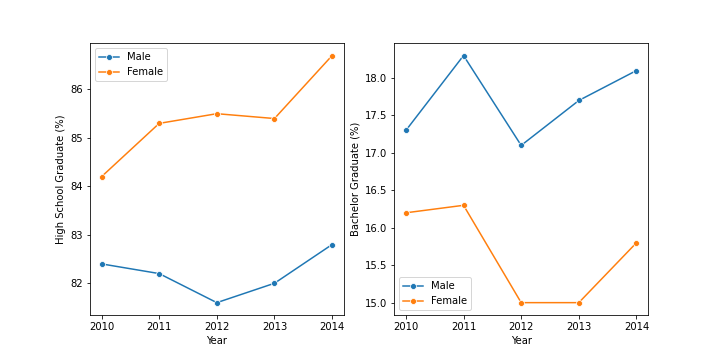 Male
Female
86
85
84
83
82
High School Graduate (%)
2010 2011 2012 2013 2014
Year
18.0
17.5
17.0
16.5
16.0
15.5
15.0
Bachelor Graduate (%)
Male
Female
2010 2011 2012 2013 2014
Year